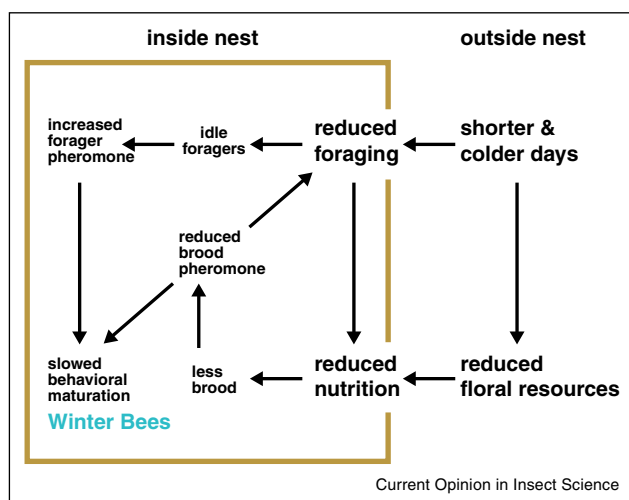 inside nest
outside nest
increased
forager
pheromone
idle
foragers
reduced
foraging
shorter &
colder days
reduced
brood
pheromone
slowed
behavioral
maturation
Winter Bees
less
brood
reduced
nutrition
reduced
floral resources
Current Opinion in Insect Science